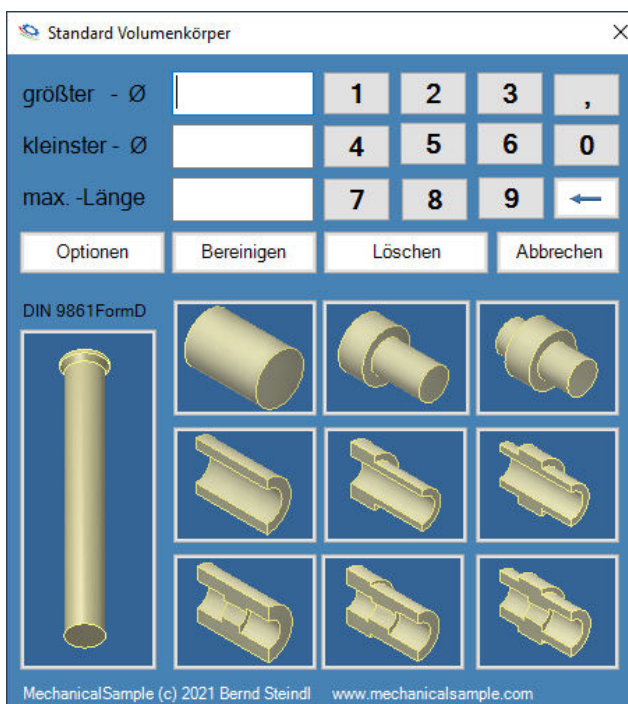 Standard Volumenkörper
größter - Ø
1 2 3 ,
kleinster - Ø
4 5 6 0
max. -Länge
7 8 9
Optionen Bereinigen Löschen Abbrechen
DIN 9861FormD
MechanicalSample (c) 2021 Bernd Steindl www.mechanicalsample.com